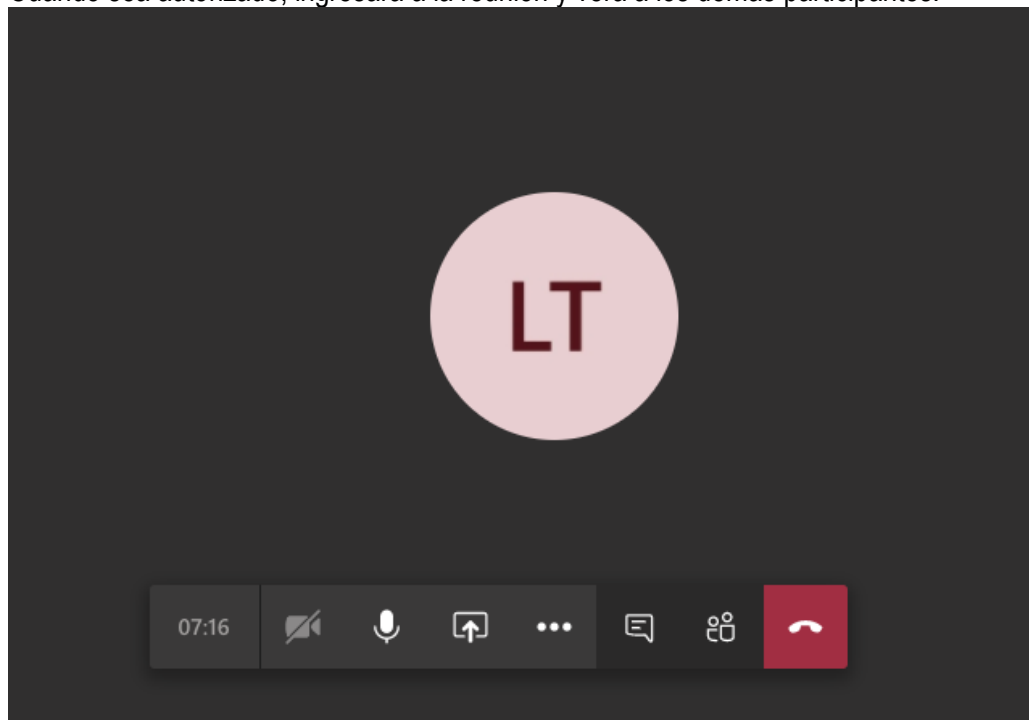 Cuando sea autorizado, ingresará a la reunión y verá a los demás participantes.
LT
07:16